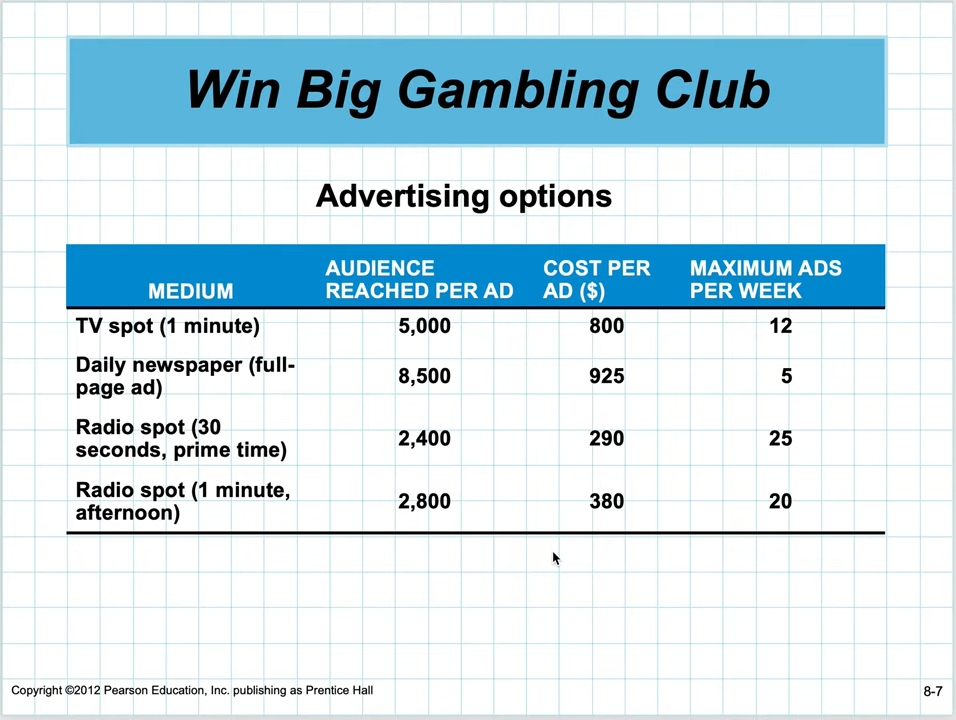 Win Big Gambling Club
Advertising options
MEDIUM AUDIENCE REACHED PER AD COST PER AD ($) MAXIMUM ADS PER WEEK
TV spot (1 minute) 5,000 800 12
Daily newspaper (full-
page ad) 8,500 925 5
Radio spot (30
seconds, prime time) 2,400 290 25
Radio spot (1 minute,
afternoon) 2,800 380 20
Copyright ©2012 Pearson Education, Inc. publishing as Prentice Hall 8-7